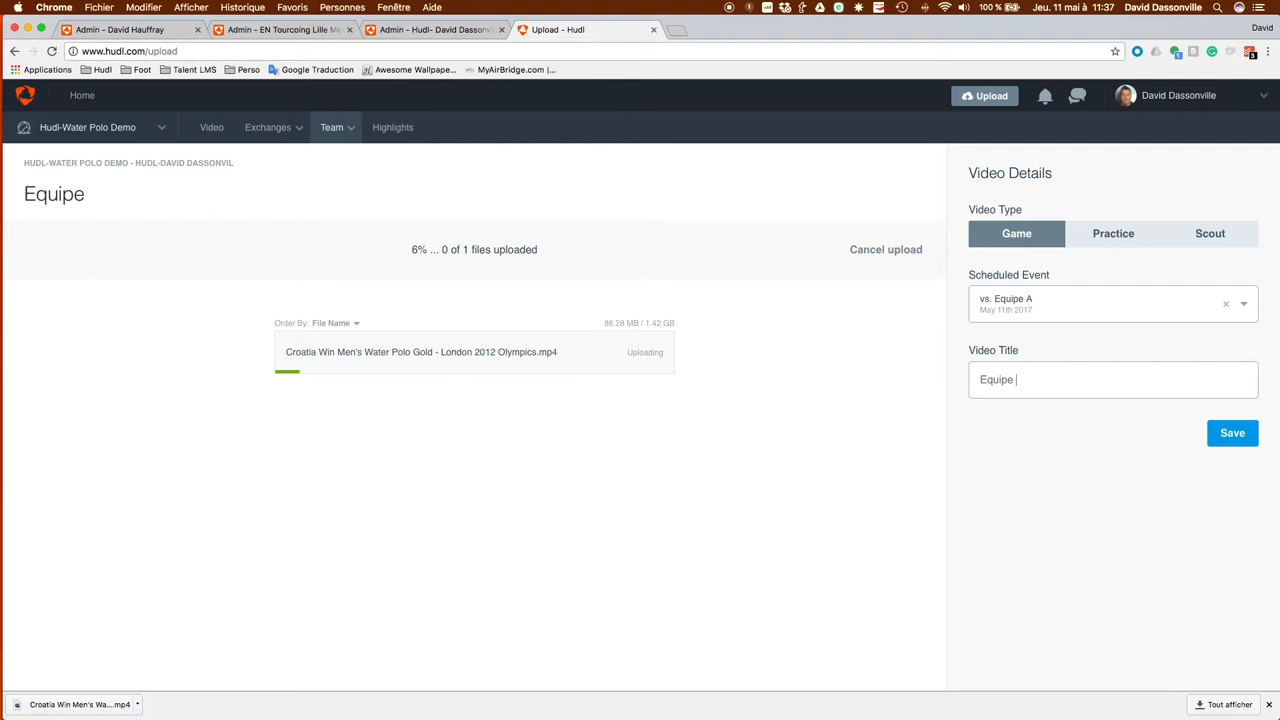 Chrome Fichier Modifier Afficher Historique Favoris Personnes Fenêtre Aide 100 % Jeu. 11 mai à 11:37 David Dassonville
Admin - David Hauffray Admin - EN Tourcoing Lille Me Admin - Hudl- David Dassonvil Upload - Hudl David
www.hudl.com/upload
Applications Hudl Foot Talent LMS Perso Google Traduction Awesome Wallpape... MyAirBridge.com |...
Home Upload David Dassonville
Hudl-Water Polo Demo Video Exchanges Team Highlights
HUDL-WATER POLO DEMO - HUDL-DAVID DASSONVIL
Equipe
6% ... 0 of 1 files uploaded Cancel upload
Order By: File Name 86.28 MB / 1.42 GB
Croatia Win Men's Water Polo Gold - London 2012 Olympics.mp4 Uploading
Video Details
Video Type
Game Practice Scout
Scheduled Event
vs. Equipe A
May 11th 2017
Video Title
Equipe
Save
Croatia Win Men's Wa....mp4 Tout afficher